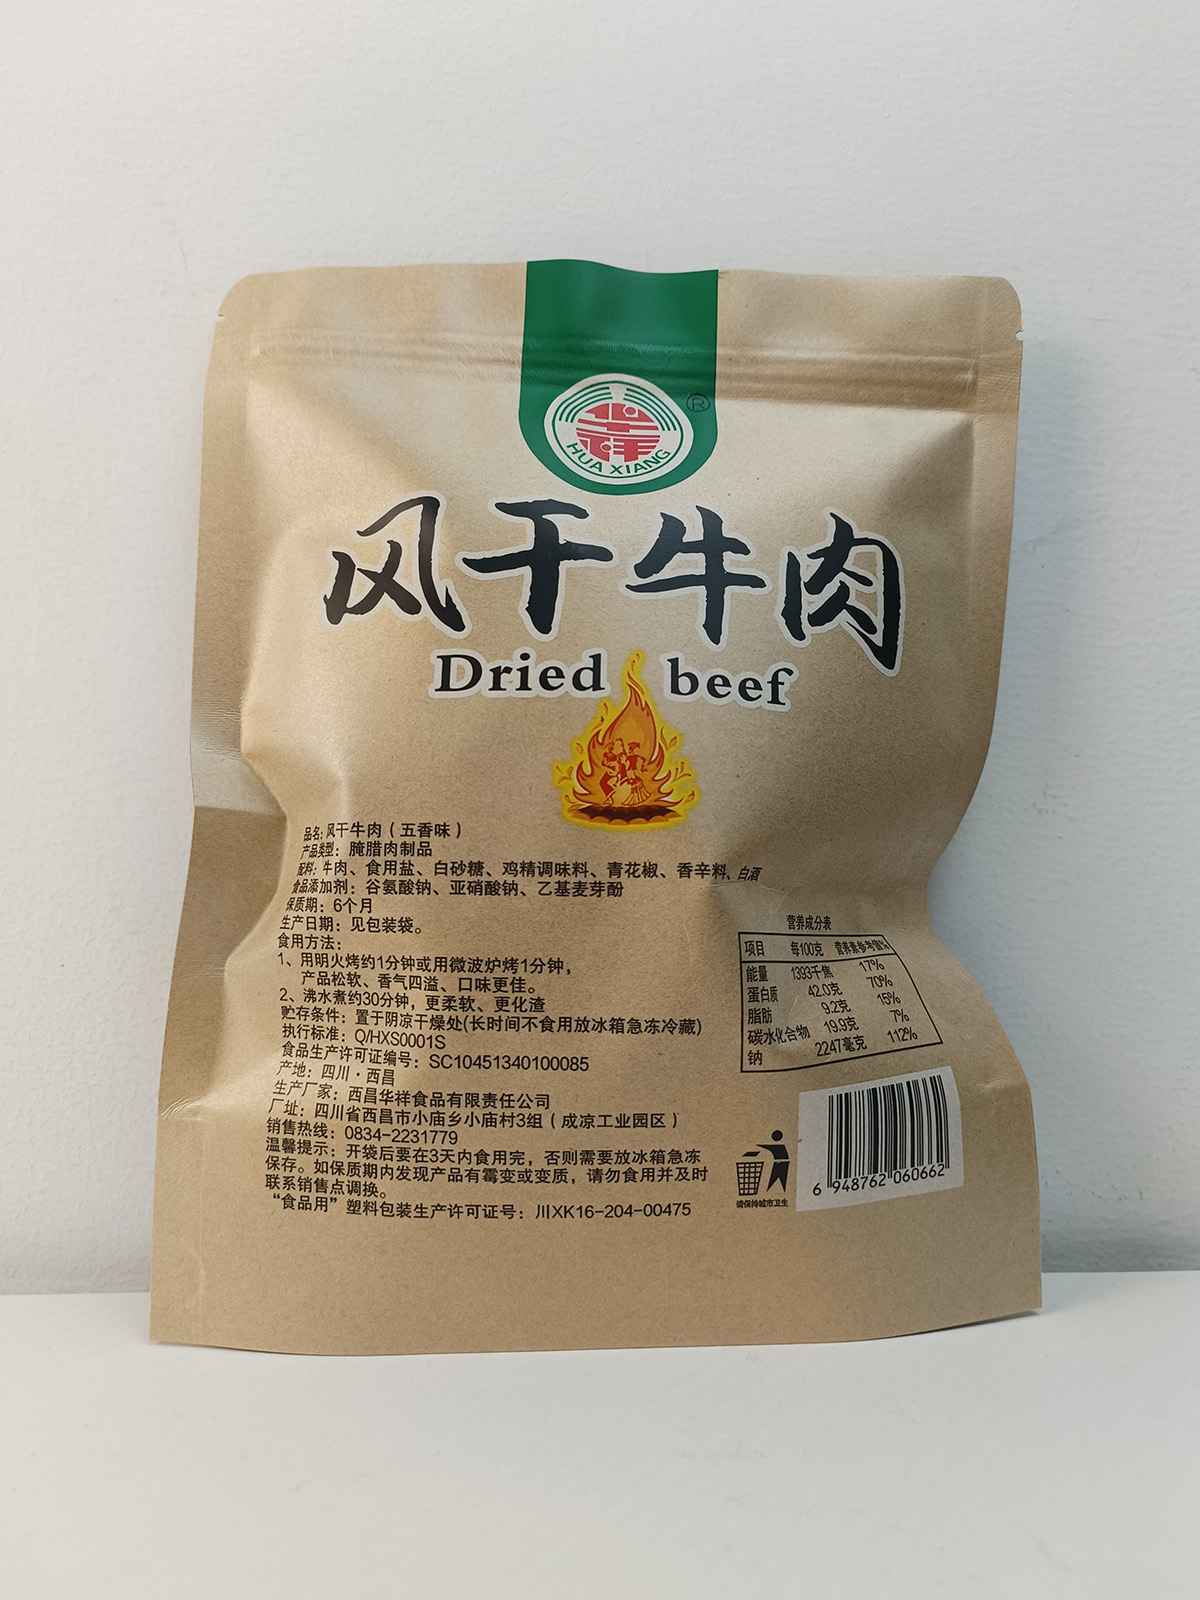 华祥
HUA XIANG
®
风干牛肉
Dried beef
品名：风干牛肉（五香味）
产品类型：腌腊肉制品
配料：牛肉、食用盐、白砂糖、鸡精调味料、青花椒、香辛料、白酒
食品添加剂：谷氨酸钠、亚硝酸钠、乙基麦芽酚
保质期：6个月
生产日期：见包装袋。
食用方法：
1、用明火烤约1分钟或用微波炉烤1分钟，
产品松软、香气四溢、口味更佳。
2、沸水煮约30分钟，更柔软、更化渣
贮存条件：置于阴凉干燥处(长时间不食用放冰箱急冻冷藏)
执行标准：Q/HXS0001S
食品生产许可证编号：SC10451340100085
产地：四川·西昌
生产厂家：西昌华祥食品有限责任公司
厂址：四川省西昌市小庙乡小庙村3组（成凉工业园区）
销售热线：0834-2231779
温馨提示：开袋后要在3天内食用完，否则需要放冰箱急冻
保存。如保质期内发现产品有霉变或变质，请勿食用并及时
联系销售点调换。
“食品用”塑料包装生产许可证号：川XK16-204-00475
营养成分表
项目 每100克 营养素参考值%
能量 1393千焦 17%
蛋白质 42.0克 70%
脂肪 9.2克 15%
碳水化合物 19.9克 7%
钠 2247毫克 112%
请保持城市卫生
6 948762 060662